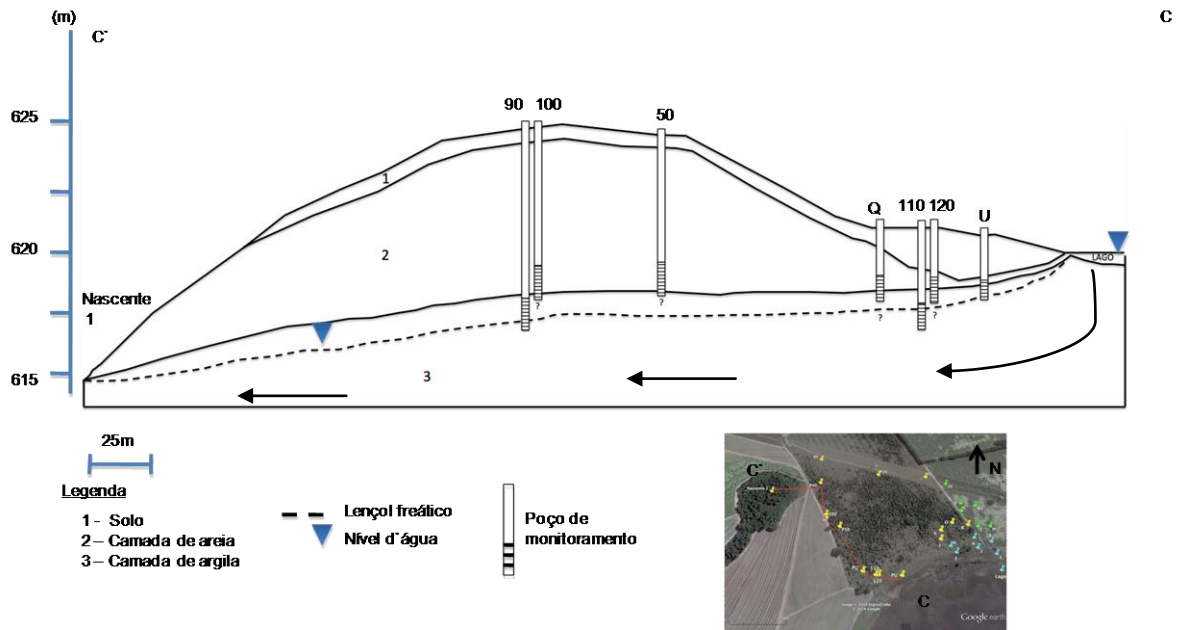 (m)
C'
C
625
620
615
90
100
50
Q
110
120
U
LAGO
1
2
3
?
?
?
?
Nascente
1
25m
Legenda
1 - Solo
2 – Camada de areia
3 – Camada de argila
Lençol freático
Nível d'água
Poço de
monitoramento
C'
N
C
Google earth